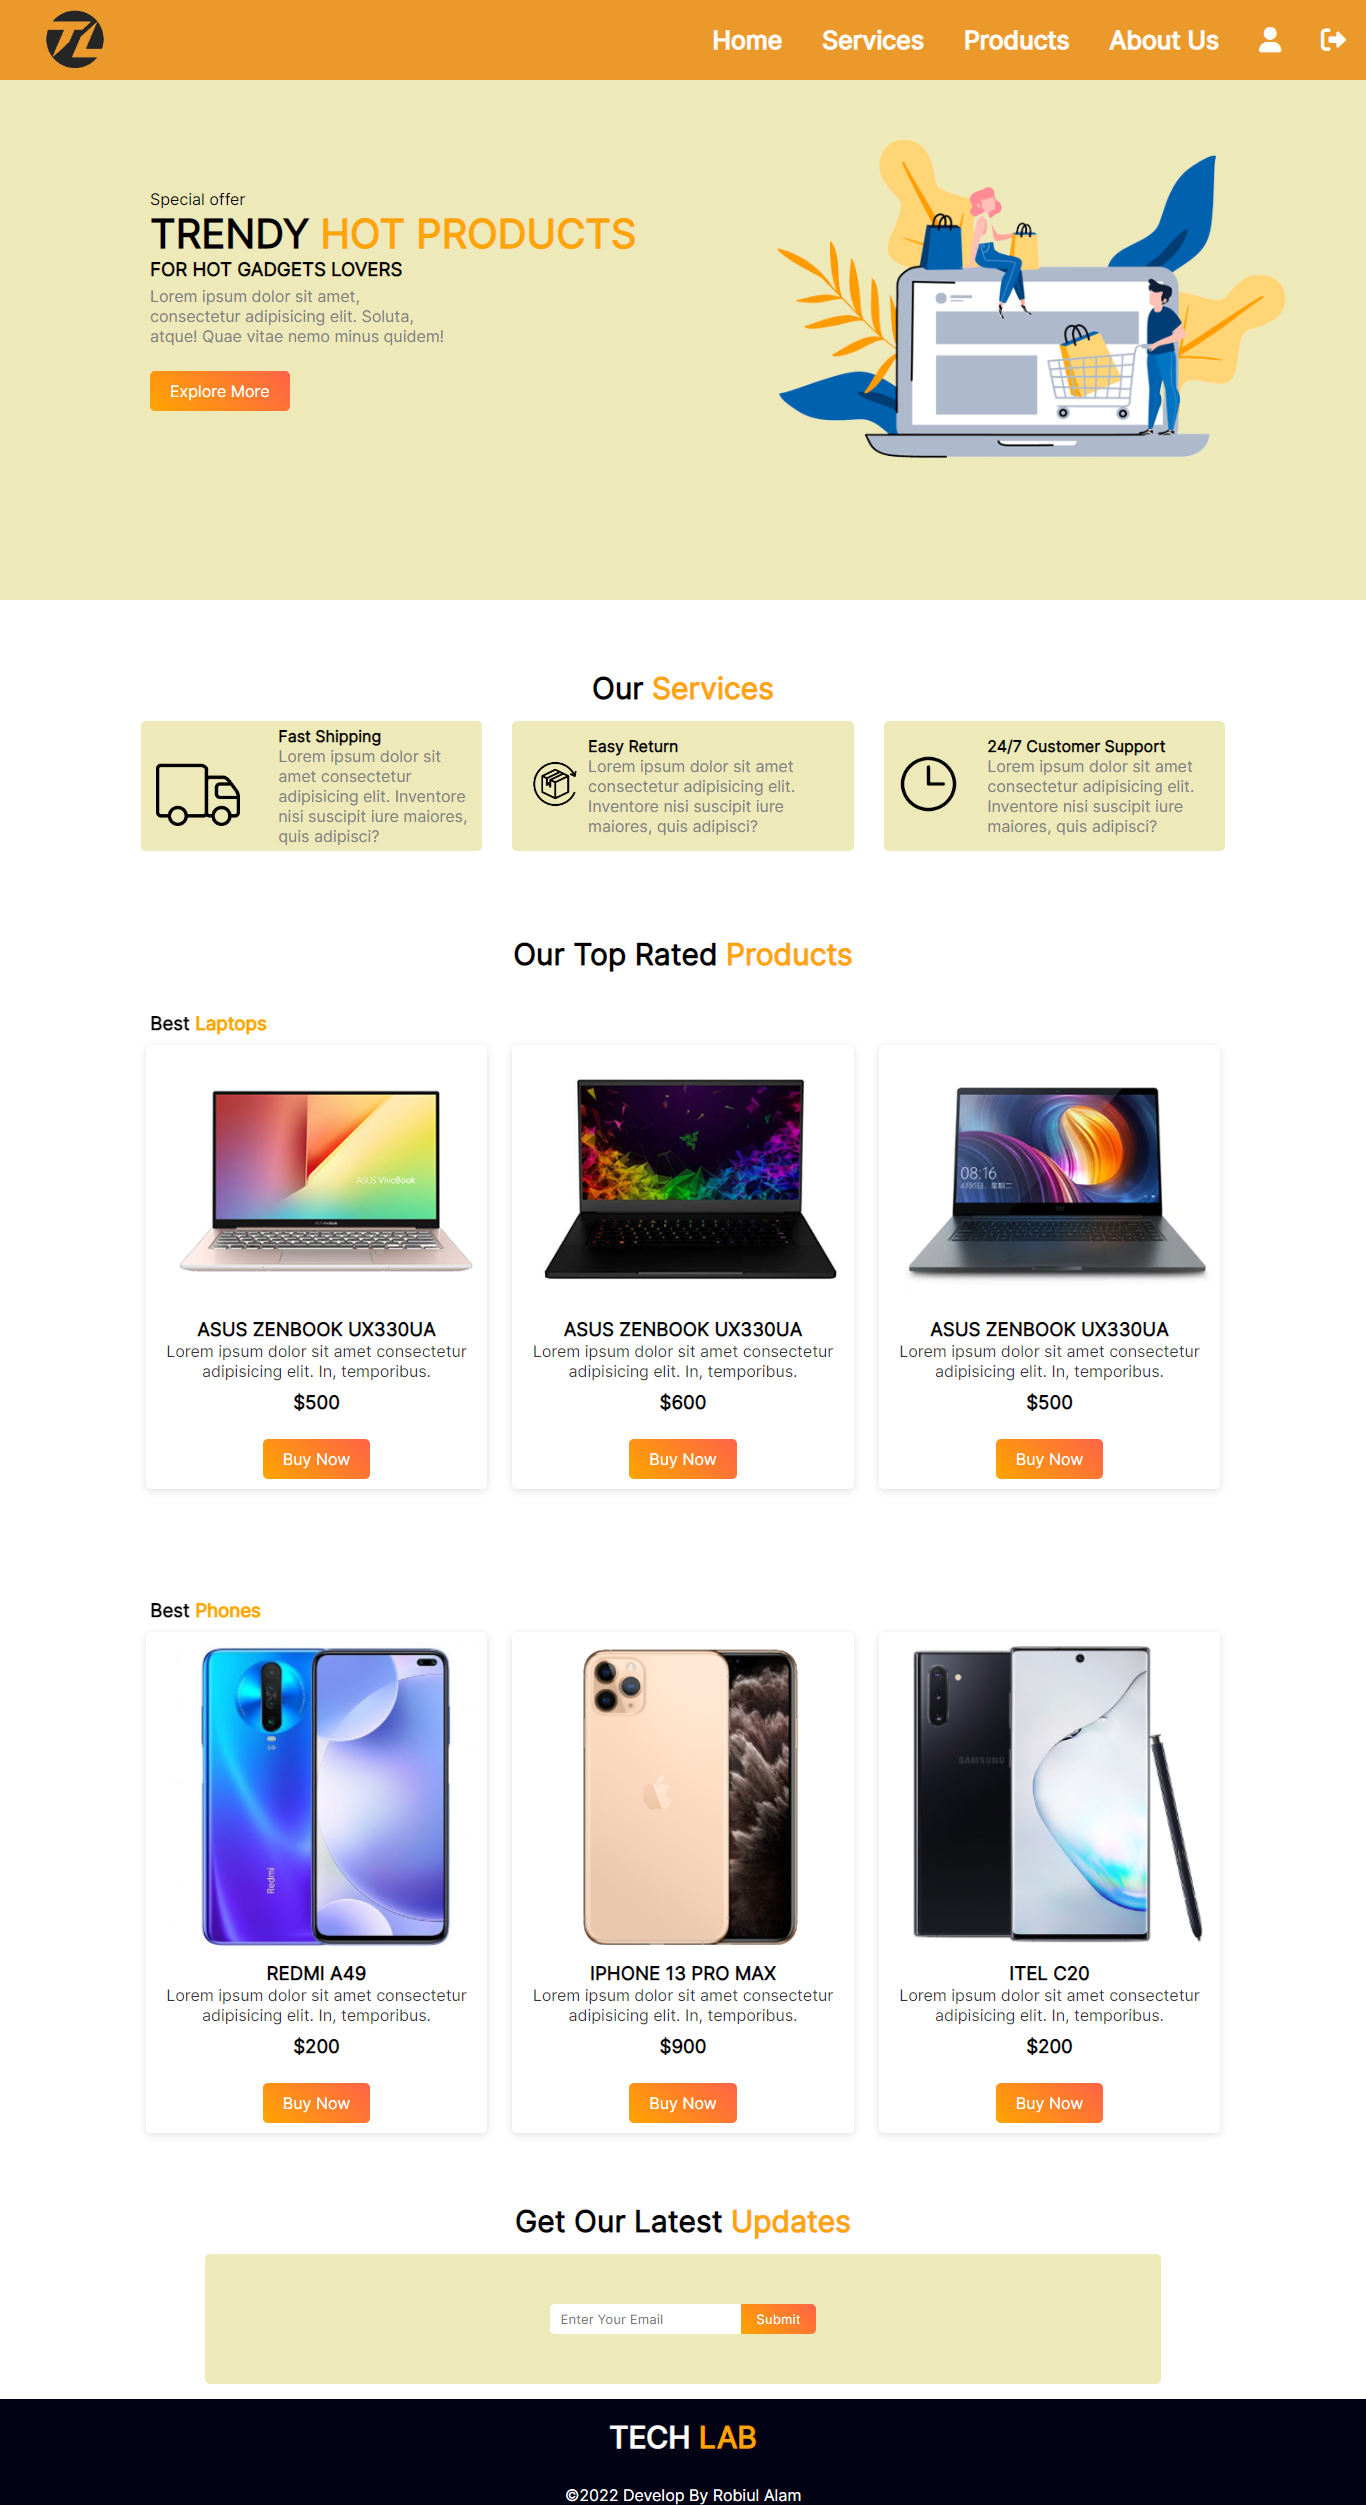 TL
Home Services Products About Us
Special offer
TRENDY HOT PRODUCTS
FOR HOT GADGETS LOVERS
Lorem ipsum dolor sit amet,
consectetur adipisicing elit. Soluta,
atque! Quae vitae nemo minus quidem!
Explore More
Our Services
Fast Shipping
Lorem ipsum dolor sit
amet consectetur
adipisicing elit. Inventore
nisi suscipit iure maiores,
quis adipisci?
Easy Return
Lorem ipsum dolor sit amet
consectetur adipisicing elit.
Inventore nisi suscipit iure
maiores, quis adipisci?
24/7 Customer Support
Lorem ipsum dolor sit amet
consectetur adipisicing elit.
Inventore nisi suscipit iure
maiores, quis adipisci?
Our Top Rated Products
Best Laptops
ASUS VivoBook
08:16
ASUS ZENBOOK UX330UA
Lorem ipsum dolor sit amet consectetur
adipisicing elit. In, temporibus.
$500
Buy Now
ASUS ZENBOOK UX330UA
Lorem ipsum dolor sit amet consectetur
adipisicing elit. In, temporibus.
$600
Buy Now
ASUS ZENBOOK UX330UA
Lorem ipsum dolor sit amet consectetur
adipisicing elit. In, temporibus.
$500
Buy Now
Best Phones
Redmi
SAMSUNG
REDMI A49
Lorem ipsum dolor sit amet consectetur
adipisicing elit. In, temporibus.
$200
Buy Now
IPHONE 13 PRO MAX
Lorem ipsum dolor sit amet consectetur
adipisicing elit. In, temporibus.
$900
Buy Now
ITEL C20
Lorem ipsum dolor sit amet consectetur
adipisicing elit. In, temporibus.
$200
Buy Now
Get Our Latest Updates
Enter Your Email
Submit
TECH LAB
©2022 Develop By Robiul Alam